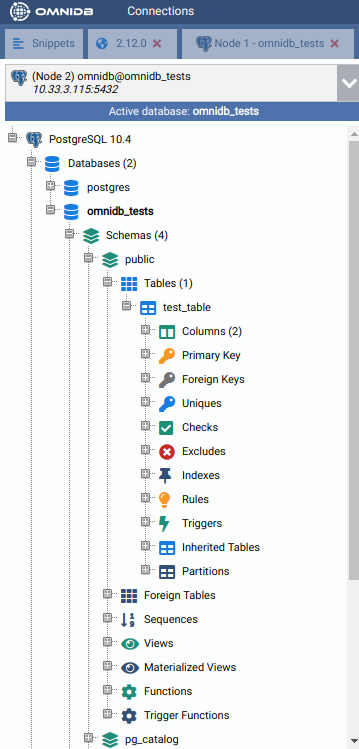 OMNIDB Connections
Snippets 2.12.0 Node 1 - omnidb_tests
(Node 2) omnidb@omnidb_tests
10.33.3.115:5432
Active database: omnidb_tests
PostgreSQL 10.4
Databases (2)
postgres
omnidb_tests
Schemas (4)
public
Tables (1)
test_table
Columns (2)
Primary Key
Foreign Keys
Uniques
Checks
Excludes
Indexes
Rules
Triggers
Inherited Tables
Partitions
Foreign Tables
Sequences
Views
Materialized Views
Functions
Trigger Functions
pg_catalog